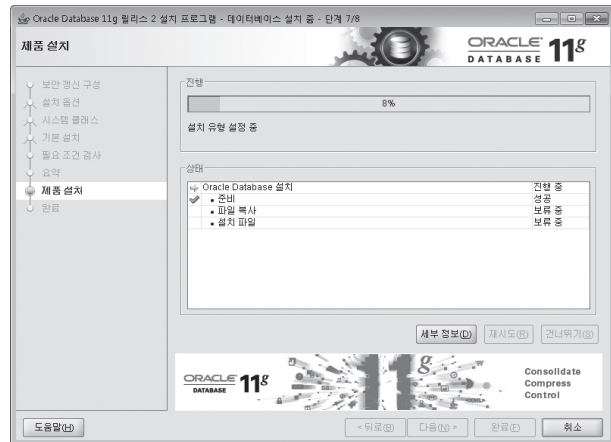 Oracle Database 11g 릴리스 2 설치 프로그램 - 데이터베이스 설치 중 - 단계 7/8
제품 설치
ORACLE 11g
DATABASE
보안 갱신 구성
설치 옵션
시스템 클래스
기본 설치
필요 조건 검사
요약
제품 설치
완료
진행
8%
설치 유형 설정 중
상태
Oracle Database 설치 진행 중
• 준비 성공
• 파일 복사 보류 중
• 설치 파일 보류 중
세부 정보(D) 재시도(R) 건너뛰기(S)
ORACLE 11g
DATABASE
11g
Consolidate
Compress
Control
도움말(H) < 뒤로(B) 다음(N) > 완료(F) 취소